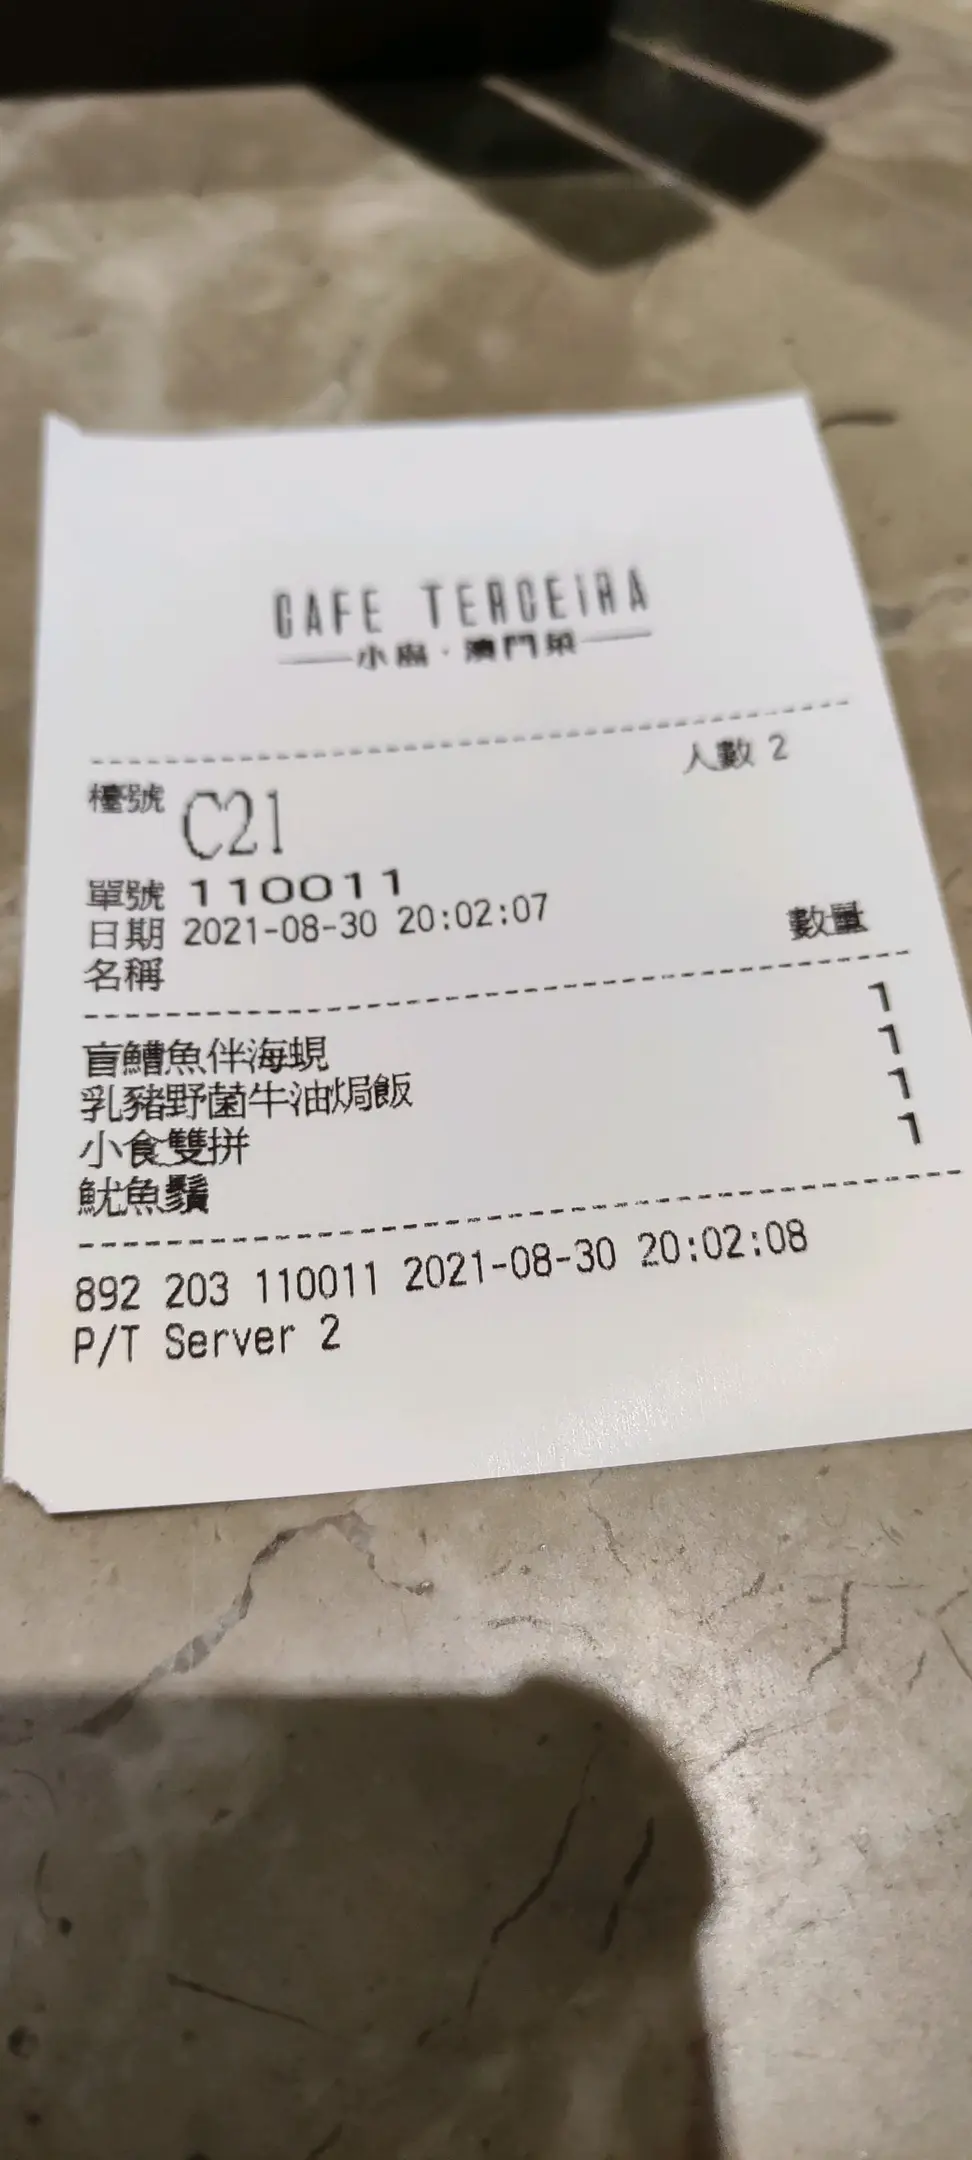 CAFE TERCEIRA
小島·澳門菜
人數 2
檯號 C21
單號 110011
日期 2021-08-30 20:02:07
名稱 數量
盲鰽魚伴海蜆 1
乳豬野菌牛油焗飯 1
小食雙拼 1
魷魚鬚 1
892 203 110011 2021-08-30 20:02:08
P/T Server 2